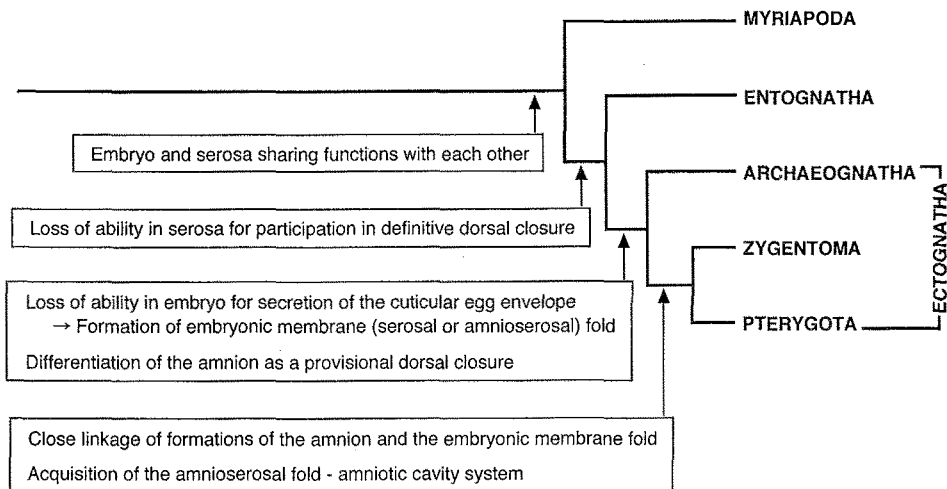 MYRIAPODA
ENTOGNATHA
Embryo and serosa sharing functions with each other
ARCHAEOGNATHA
Loss of ability in serosa for participation in definitive dorsal closure
ZYGENTOMA
ECTOGNATHA
Loss of ability in embryo for secretion of the cuticular egg envelope
→ Formation of embryonic membrane (serosal or amnioserosal) fold
PTERYGOTA
Differentiation of the amnion as a provisional dorsal closure
Close linkage of formations of the amnion and the embryonic membrane fold
Acquisition of the amnioserosal fold - amniotic cavity system